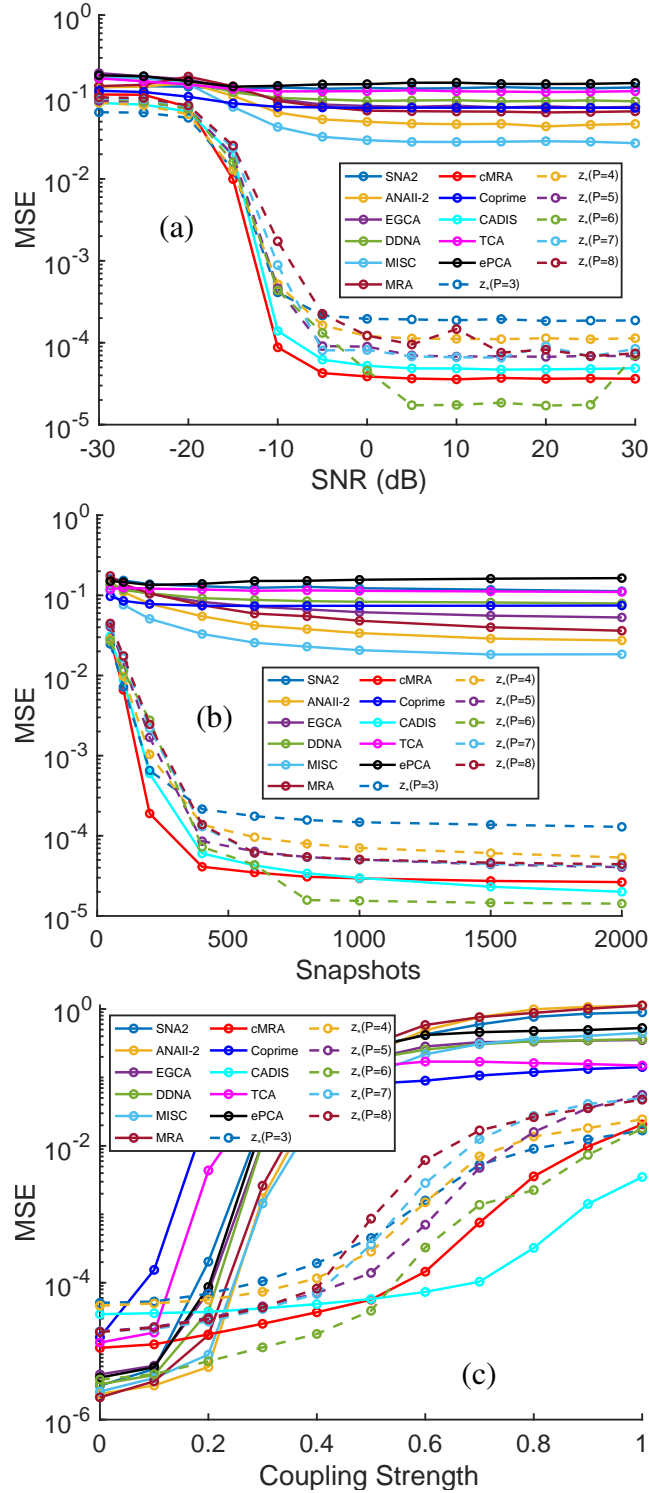 10^0
10^-1
10^-2
10^-3
10^-4
10^-5
MSE
(a)
SNA2
ANAII-2
EGCA
DDNA
MISC
MRA
cMRA
Coprime
CADIS
TCA
ePCA
z_*(P=3)
z_*(P=4)
z_*(P=5)
z_*(P=6)
z_*(P=7)
z_*(P=8)
-30 -20 -10 0 10 20 30
SNR (dB)
10^0
10^-1
10^-2
10^-3
10^-4
10^-5
MSE
(b)
SNA2
ANAII-2
EGCA
DDNA
MISC
MRA
cMRA
Coprime
CADIS
TCA
ePCA
z_*(P=3)
z_*(P=4)
z_*(P=5)
z_*(P=6)
z_*(P=7)
z_*(P=8)
0 500 1000 1500 2000
Snapshots
10^0
10^-2
10^-4
10^-6
MSE
SNA2
ANAII-2
EGCA
DDNA
MISC
MRA
cMRA
Coprime
CADIS
TCA
ePCA
z_*(P=3)
z_*(P=4)
z_*(P=5)
z_*(P=6)
z_*(P=7)
z_*(P=8)
(c)
0 0.2 0.4 0.6 0.8 1
Coupling Strength